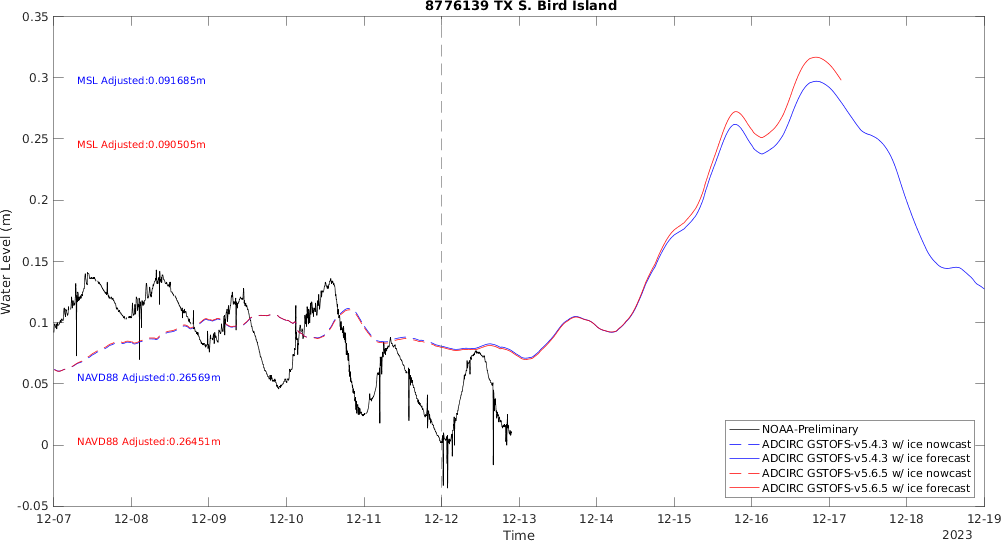 8776139 TX S. Bird Island
0.35
0.3
0.25
0.2
0.15
0.1
0.05
0
-0.05
Water Level (m)
MSL Adjusted:0.091685m
MSL Adjusted:0.090505m
NAVD88 Adjusted:0.26569m
NAVD88 Adjusted:0.26451m
NOAA-Preliminary
ADCIRC GSTOFS-v5.4.3 w/ ice nowcast
ADCIRC GSTOFS-v5.4.3 w/ ice forecast
ADCIRC GSTOFS-v5.6.5 w/ ice nowcast
ADCIRC GSTOFS-v5.6.5 w/ ice forecast
12-07 12-08 12-09 12-10 12-11 12-12 12-13 12-14 12-15 12-16 12-17 12-18 12-19
Time
2023